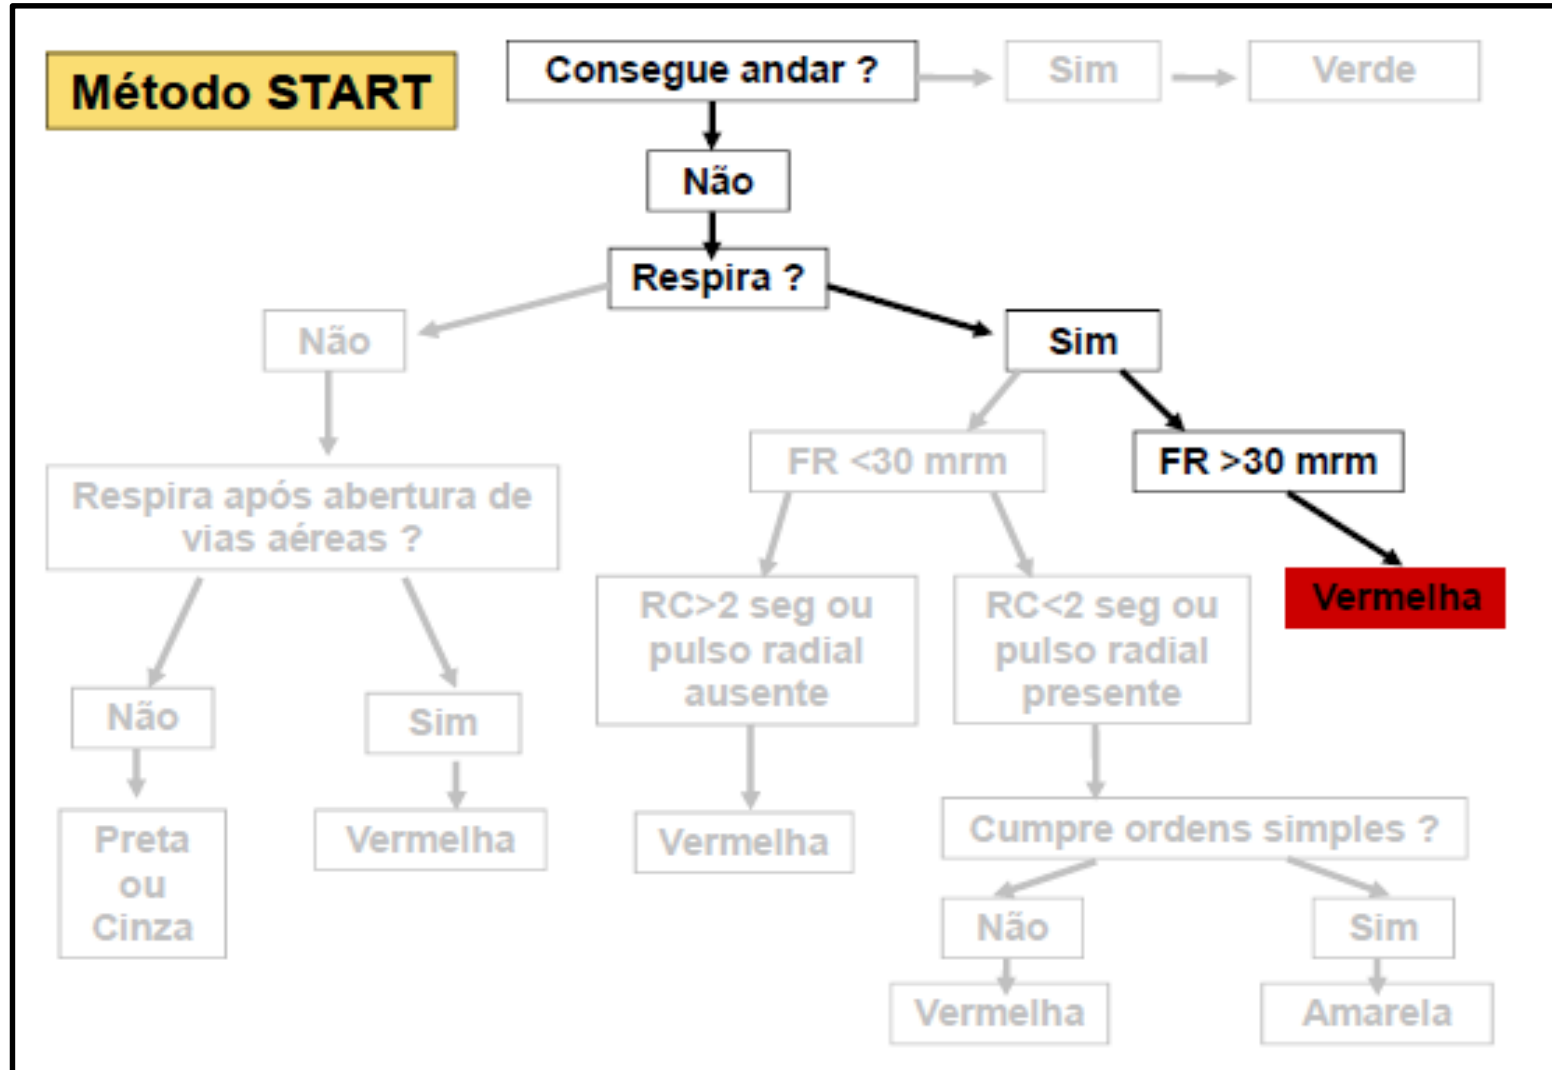 Método START
Consegue andar ?
Sim
Verde
Não
Respira ?
Não
Sim
Respira após abertura de
vias aéreas ?
FR <30 mrm
FR >30 mrm
Vermelha
RC>2 seg ou
pulso radial
ausente
RC<2 seg ou
pulso radial
presente
Não
Sim
Preta
ou
Cinza
Vermelha
Vermelha
Cumpre ordens simples ?
Não
Sim
Vermelha
Amarela